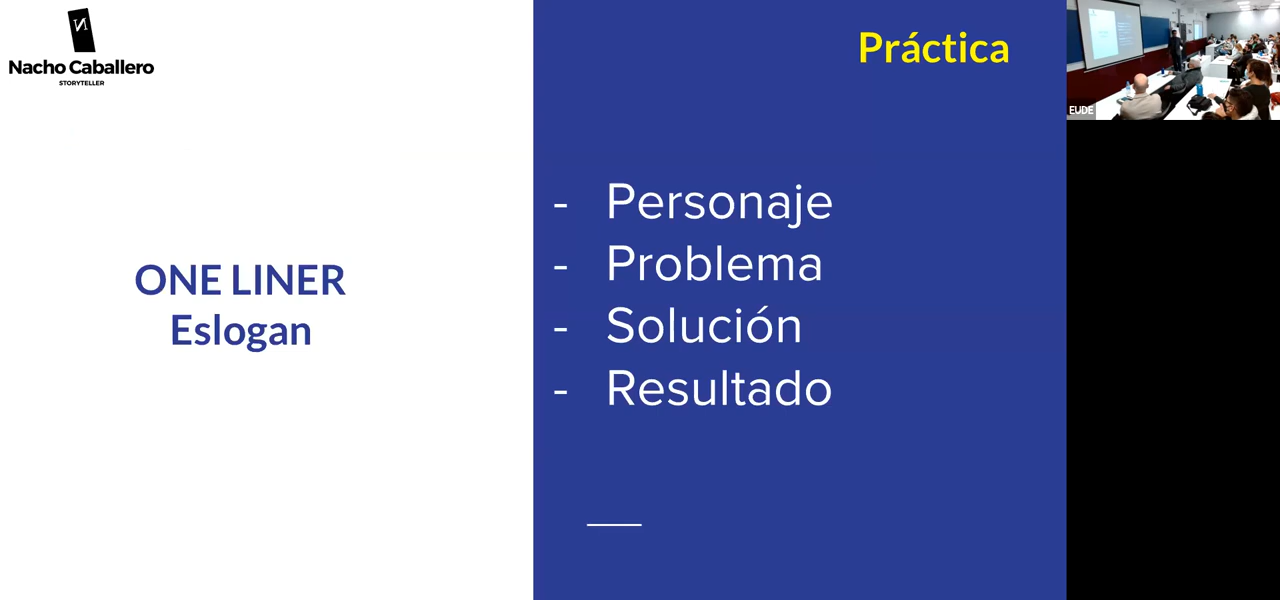 Nacho Caballero
STORYTELLER
ONE LINER
Eslogan
Práctica
- Personaje
- Problema
- Solución
- Resultado
EUDE